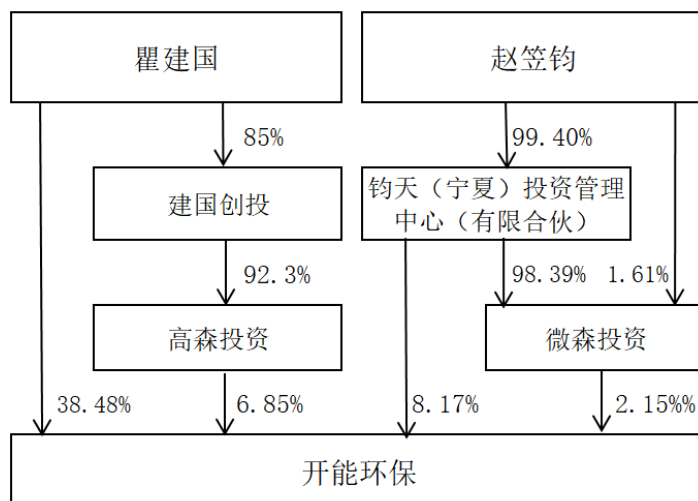 瞿建国
赵笠钧
85%
99.40%
建国创投
钧天（宁夏）投资管理
中心（有限合伙）
92.3%
98.39%
1.61%
高森投资
微森投资
38.48%
6.85%
8.17%
2.15%%
开能环保